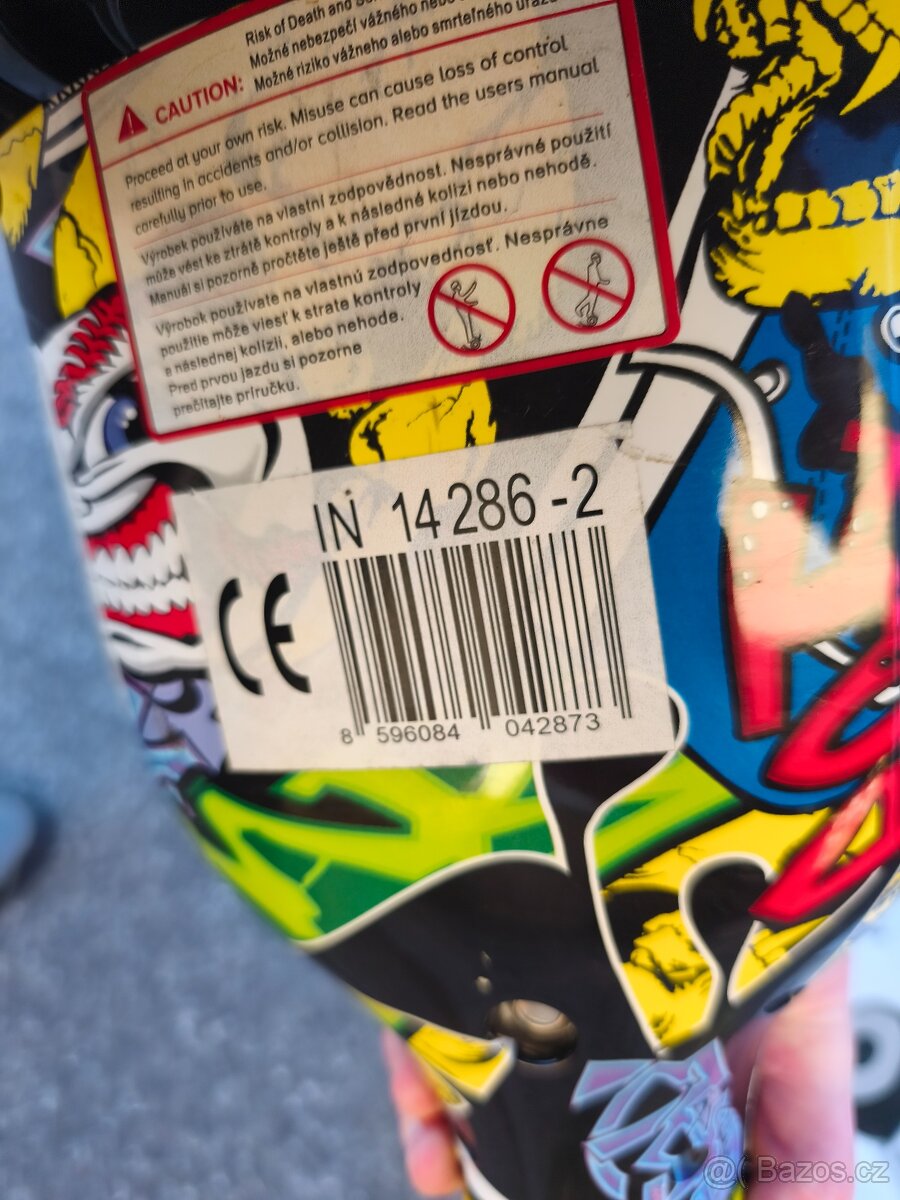 Risk of Death and
Možné nebezpečí vážného nebo
Možné riziko vážneho alebo smrteľného úrazu
CAUTION:
Proceed at your own risk. Misuse can cause loss of control
resulting in accidents and/or collision. Read the users manual
carefully prior to use.
Výrobek používáte na vlastní zodpovědnost. Nesprávné použití
může vést ke ztrátě kontroly a k následné kolizi nebo nehodě.
Manuál si pozorně pročtěte ještě před první jízdou.
Výrobok používate na vlastnú zodpovednosť. Nesprávne
použitie môže viesť k strate kontroly
a následnej kolízii, alebo nehode.
Pred prvou jazdu si pozorne
prečítajte príručku.
IN 14286-2
CE
8 596084 042873
@( Bazos.cz